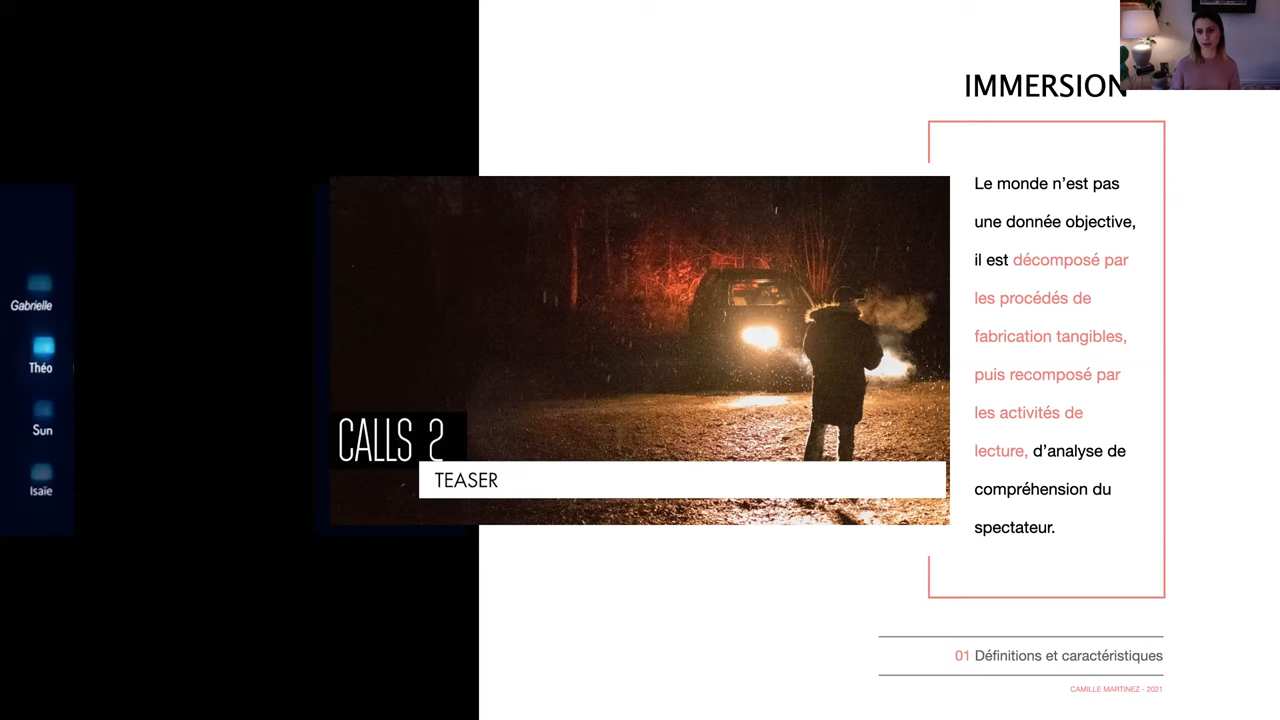 IMMERSION
Gabrielle
Théo
Sun
Isaïe
CALLS 2
TEASER
Le monde n’est pas
une donnée objective,
il est décomposé par
les procédés de
fabrication tangibles,
puis recomposé par
les activités de
lecture, d’analyse de
compréhension du
spectateur.
01 Définitions et caractéristiques
CAMILLE MARTINEZ - 2021